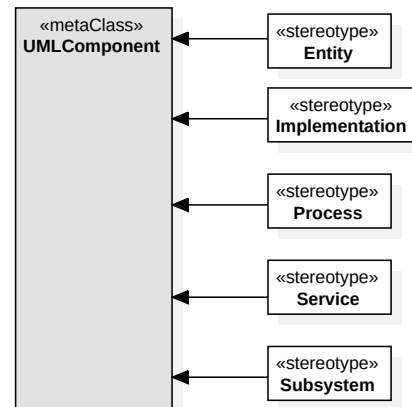 «metaClass»
UMLComponent
«stereotype»
Entity
«stereotype»
Implementation
«stereotype»
Process
«stereotype»
Service
«stereotype»
Subsystem